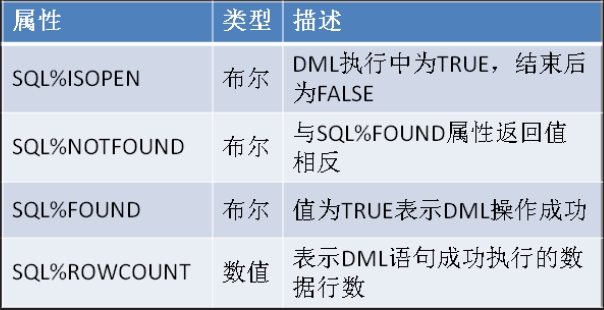 属性 类型 描述
SQL%ISOPEN 布尔 DML执行中为TRUE，结束后
为FALSE
SQL%NOTFOUND 布尔 与SQL%FOUND属性返回值
相反
SQL%FOUND 布尔 值为TRUE表示DML操作成功
SQL%ROWCOUNT 数值 表示DML语句成功执行的数
据行数